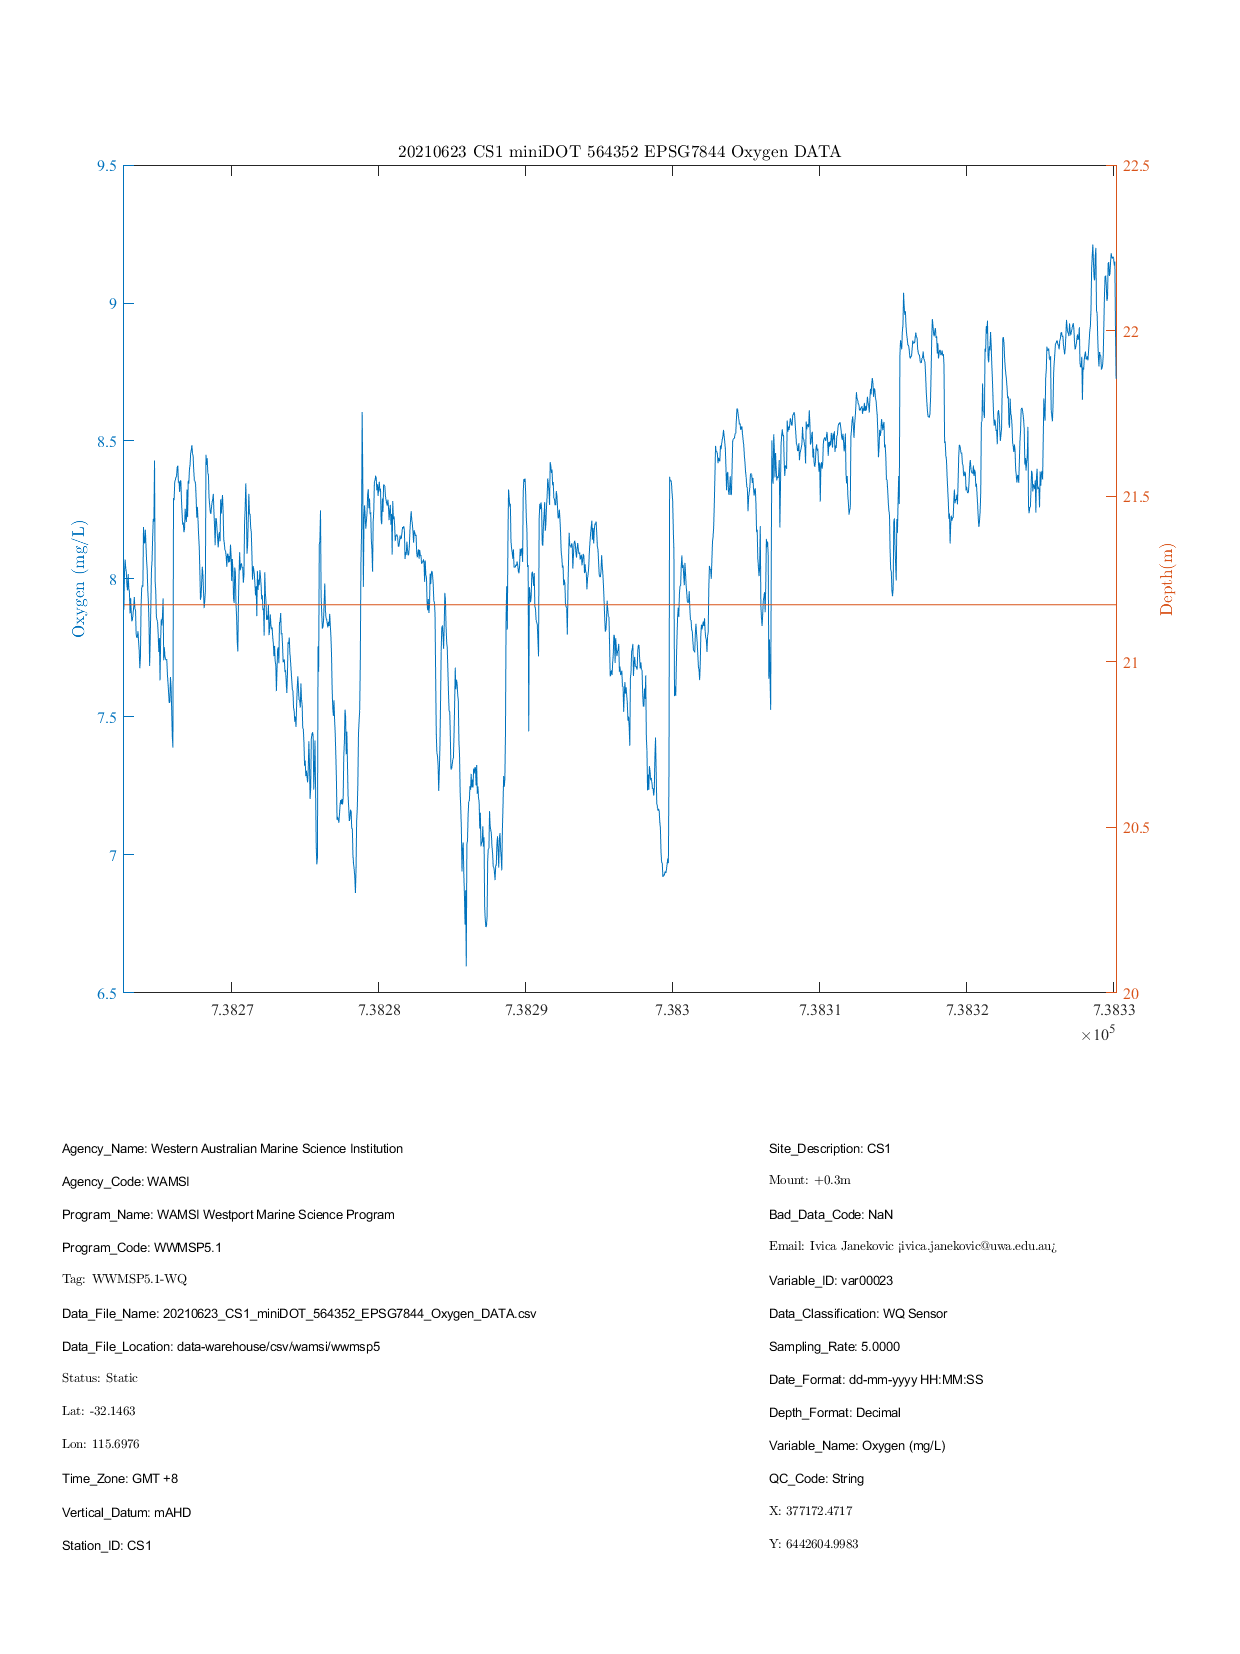 20210623 CS1 miniDOT 564352 EPSG7844 Oxygen DATA
9.5
9
8.5
8
7.5
7
6.5
Oxygen (mg/L)
22.5
22
21.5
21
20.5
20
Depth(m)
7.3827 7.3828 7.3829 7.383 7.3831 7.3832 7.3833
×10^5
Agency_Name: Western Australian Marine Science Institution
Agency_Code: WAMSI
Program_Name: WAMSI Westport Marine Science Program
Program_Code: WWMSP5.1
Tag: WWMSP5.1-WQ
Data_File_Name: 20210623_CS1_miniDOT_564352_EPSG7844_Oxygen_DATA.csv
Data_File_Location: data-warehouse/csv/wamsi/wwmsp5
Status: Static
Lat: -32.1463
Lon: 115.6976
Time_Zone: GMT +8
Vertical_Datum: mAHD
Station_ID: CS1
Site_Description: CS1
Mount: +0.3m
Bad_Data_Code: NaN
Email: Ivica Janekovic ¡ivica.janekovic@uwa.edu.au¿
Variable_ID: var00023
Data_Classification: WQ Sensor
Sampling_Rate: 5.0000
Date_Format: dd-mm-yyyy HH:MM:SS
Depth_Format: Decimal
Variable_Name: Oxygen (mg/L)
QC_Code: String
X: 377172.4717
Y: 6442604.9983